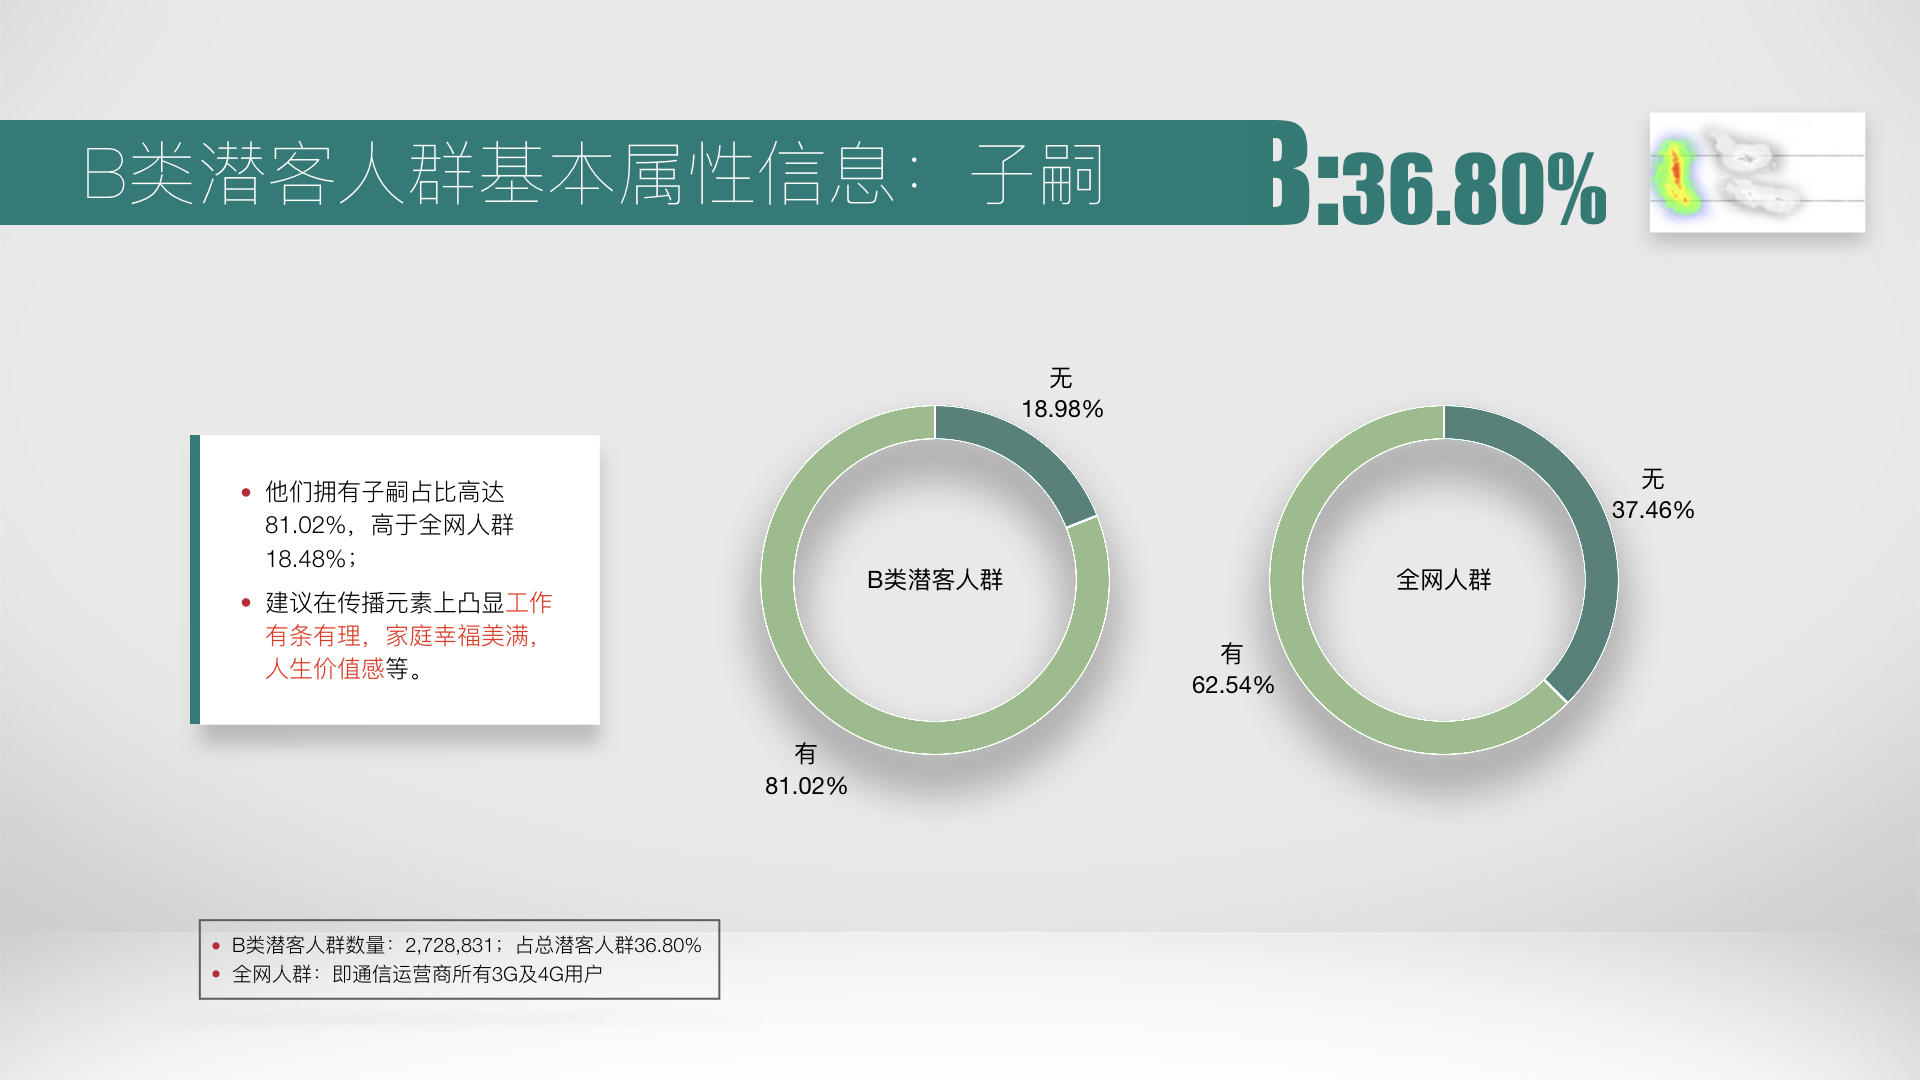 B类潜客人群基本属性信息：子嗣
B:36.80%
他们拥有子嗣占比高达
81.02%，高于全网人群
18.48%；
建议在传播元素上凸显工作
有条有理，家庭幸福美满，
人生价值感等。
无
18.98%
B类潜客人群
有
81.02%
无
37.46%
全网人群
有
62.54%
B类潜客人群数量：2,728,831；占总潜客人群36.80%
全网人群：即通信运营商所有3G及4G用户